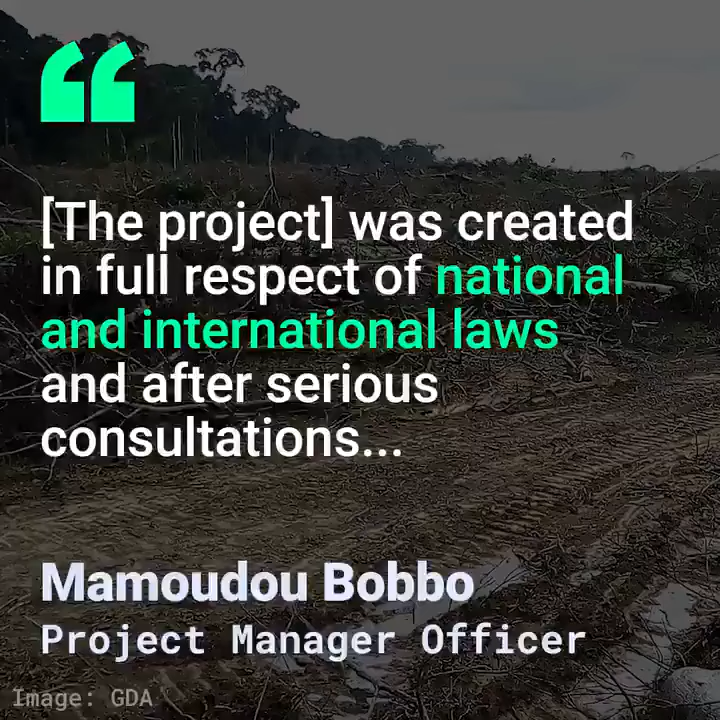 “
[The project] was created
in full respect of national
and international laws
and after serious
consultations...
Mamoudou Bobbo
Project Manager Officer
Image: GDA